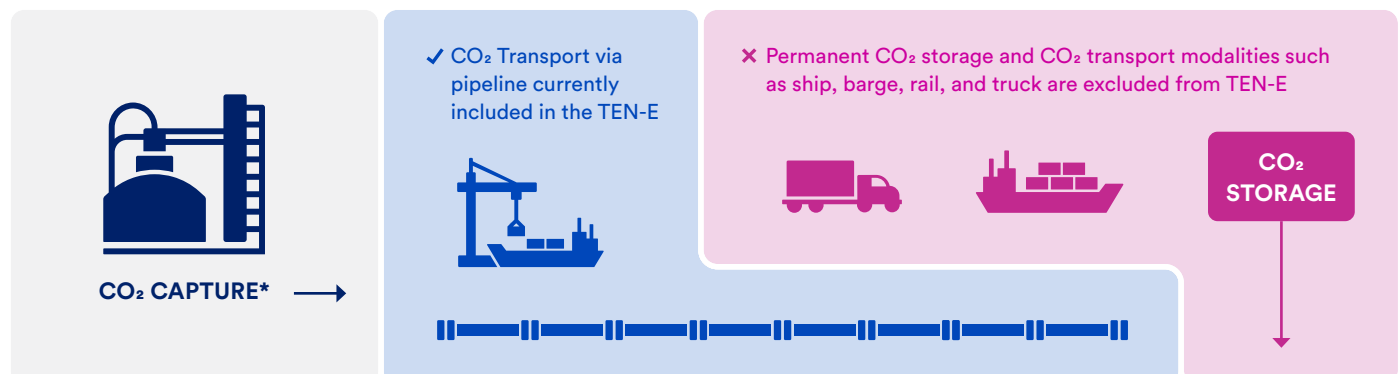 CO₂ Transport via
pipeline currently
included in the TEN-E
Permanent CO₂ storage and CO₂ transport modalities such
as ship, barge, rail, and truck are excluded from TEN-E
CO₂
STORAGE
CO₂ CAPTURE*